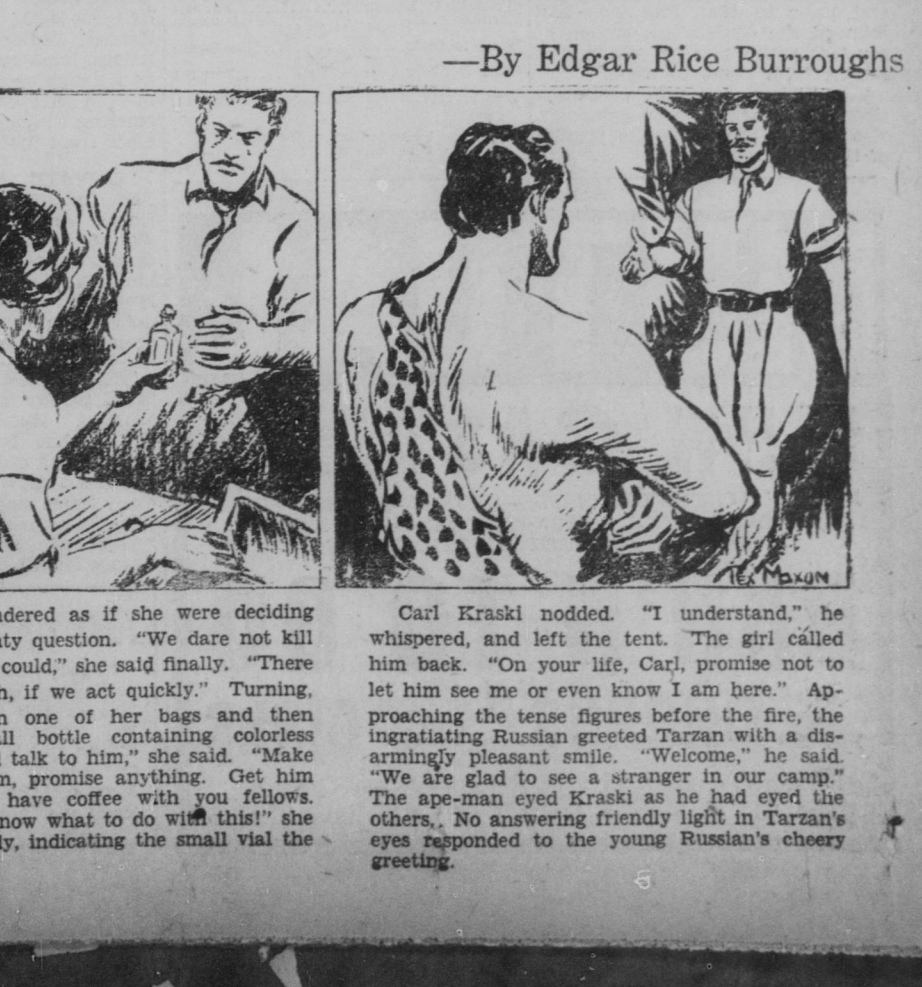 —By Edgar Rice Burroughs
TEX MAXON
dered as if she were deciding
ty question. "We dare not kill
could," she said finally. "There
h, if we act quickly." Turning,
n one of her bags and then
ll bottle containing colorless
talk to him," she said. "Make
m, promise anything. Get him
have coffee with you fellows.
now what to do with this!" she
ly, indicating the small vial the
Carl Kraski nodded. "I understand," he
whispered, and left the tent. The girl called
him back. "On your life, Carl, promise not to
let him see me or even know I am here." Ap-
proaching the tense figures before the fire, the
ingratiating Russian greeted Tarzan with a dis-
armingly pleasant smile. "Welcome," he said.
"We are glad to see a stranger in our camp."
The ape-man eyed Kraski as he had eyed the
others. No answering friendly light in Tarzan's
eyes responded to the young Russian's cheery
greeting.